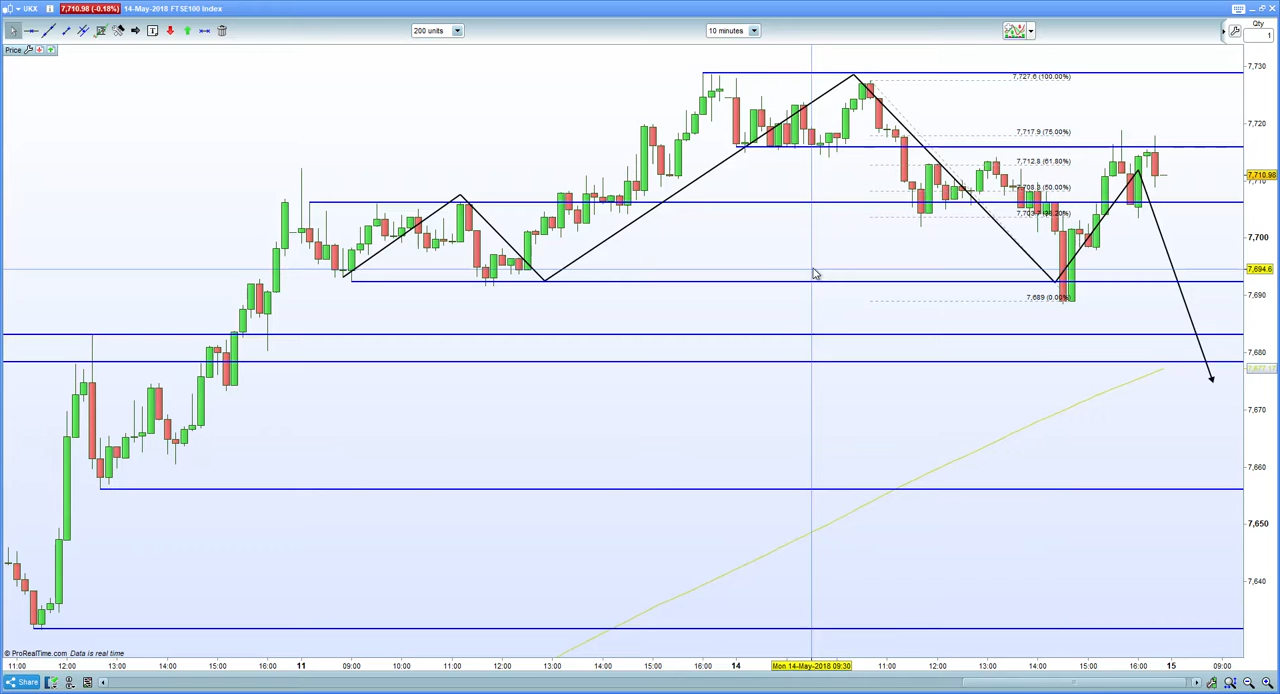 UKX
7,710.98 (-0.18%)
14-May-2018 FTSE100 Index
200 units
10 minutes
Qty
1
Price
7,730
7,727.6 (100.00%)
7,720
7,717.9 (75.00%)
7,712.8 (61.80%)
7,710.98
7,708.3 (50.00%)
7,700
7,694.6
7,690
7,689 (0.00%)
7,680
7,677.17
7,670
7,660
7,650
7,640
© ProRealTime.com Data is real time
11:00 12:00 13:00 14:00 15:00 16:00 11 09:00 10:00 11:00 12:00 13:00 14:00 15:00 16:00 14 Mon 14-May-2018 09:30 11:00 12:00 13:00 14:00 15:00 16:00 15 09:00
Share